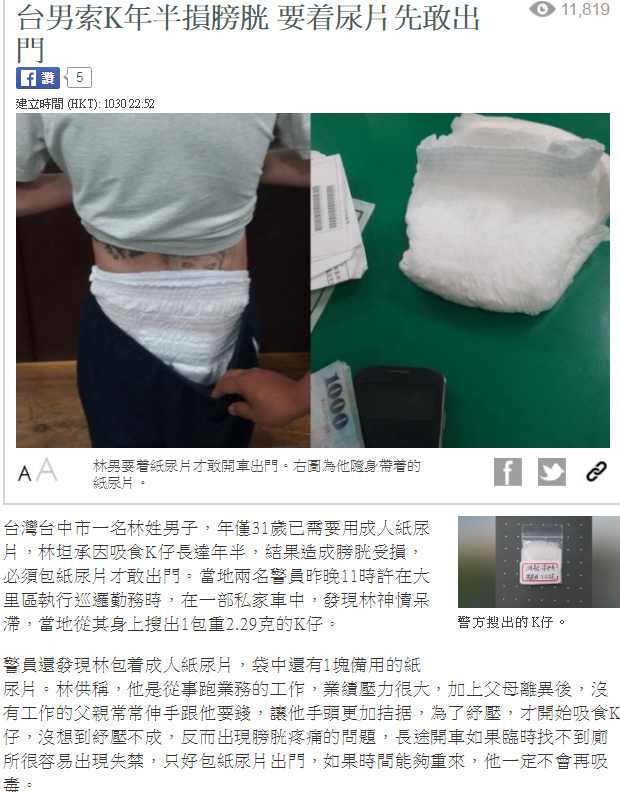 台男索K年半損膀胱 要着尿片先敢出
門
11,819
讚
5
建立時間 (HKT): 1030 22:52
1000
A A
林男要着紙尿片才敢開車出門。右圖為他隨身帶着的
紙尿片。
台灣台中市一名林姓男子，年僅31歲已需要用成人紙尿
片，林坦承因吸食K仔長達年半，結果造成膀胱受損，
必須包紙尿片才敢出門。當地兩名警員昨晚11時許在大
里區執行巡邏勤務時，在一部私家車中，發現林神情呆
滯，當地從其身上搜出1包重2.29克的K仔。
警方搜出的K仔。
警員還發現林包着成人紙尿片，袋中還有1塊備用的紙
尿片。林供稱，他是從事跑業務的工作，業績壓力很大，加上父母離異後，沒
有工作的父親常常伸手跟他要錢，讓他手頭更加拮据，為了紓壓，才開始吸食K
仔，沒想到紓壓不成，反而出現膀胱疼痛的問題，長途開車如果臨時找不到廁
所很容易出現失禁，只好包紙尿片出門，如果時間能夠重來，他一定不會再吸
毒。